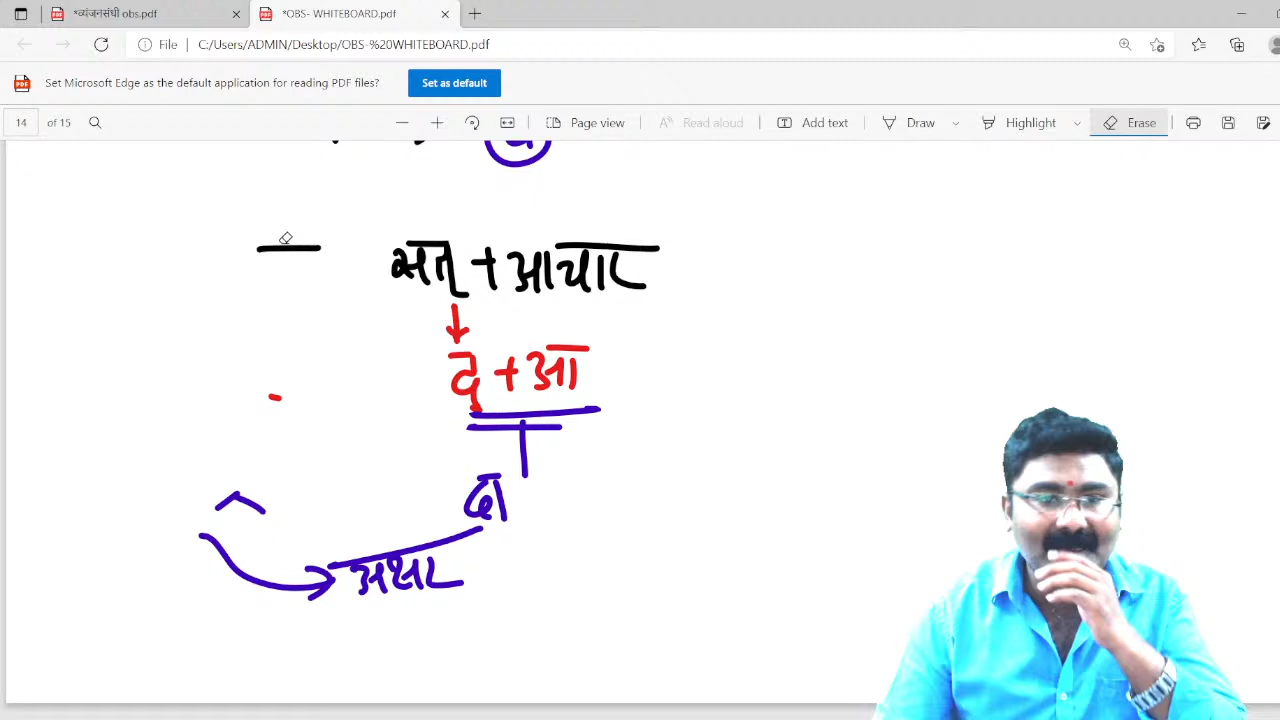 *व्यंजनसंधी obs.pdf
*OBS- WHITEBOARD.pdf
File C:/Users/ADMIN/Desktop/OBS-%20WHITEBOARD.pdf
Set Microsoft Edge as the default application for reading PDF files? Set as default
14 of 15 Page view Read aloud Add text Draw Highlight Erase
सत् + आचार
द् + आ
दा
अक्षर